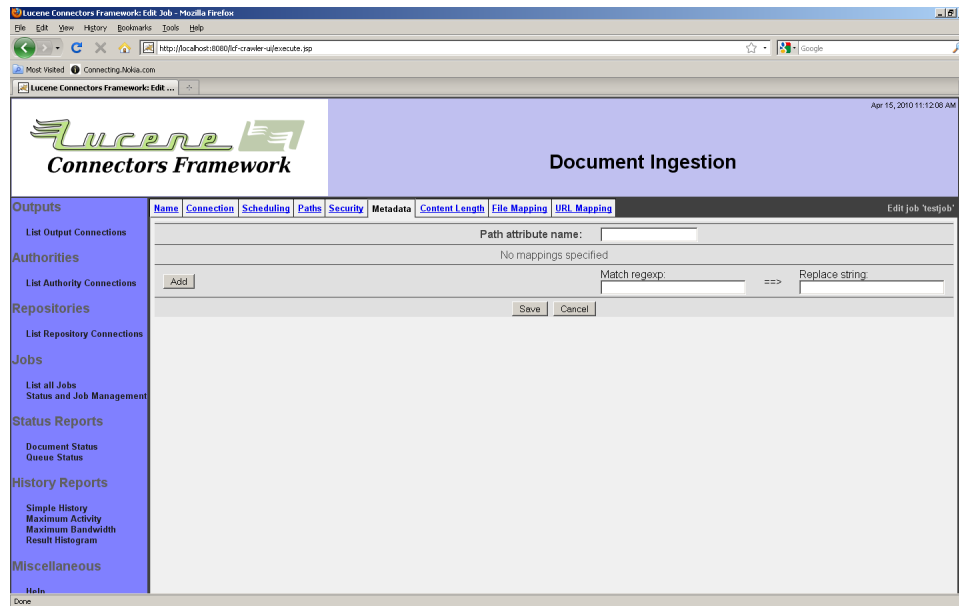 Lucene Connectors Framework: Edit Job - Mozilla Firefox
File Edit View History Bookmarks Tools Help
http://localhost:8080/lcf-crawler-ui/execute.jsp
Google
Most Visited Connecting.Nokia.com
Lucene Connectors Framework: Edit ...
Apr 15, 2010 11:12:08 AM
Lucene
Connectors Framework
Document Ingestion
Outputs
List Output Connections
Authorities
List Authority Connections
Repositories
List Repository Connections
Jobs
List all Jobs
Status and Job Management
Status Reports
Document Status
Queue Status
History Reports
Simple History
Maximum Activity
Maximum Bandwidth
Result Histogram
Miscellaneous
Help
Name Connection Scheduling Paths Security Metadata Content Length File Mapping URL Mapping
Edit job 'testjob'
Path attribute name:
No mappings specified
Add
Match regexp:
==>
Replace string:
Save Cancel
Done